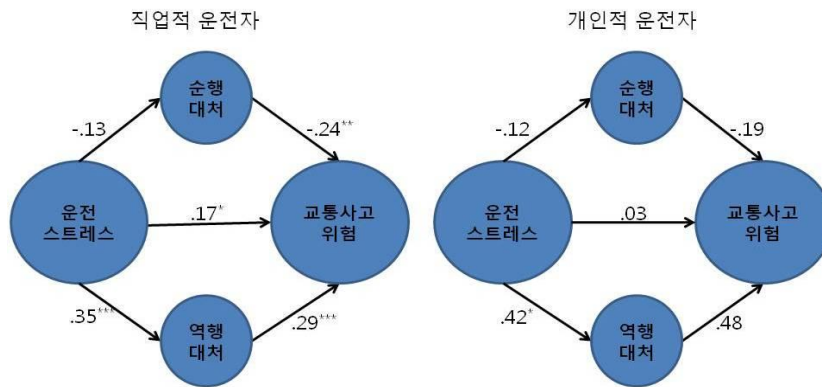 직업적 운전자
순행
대처
-.13
-.24**
운전
스트레스
.17*
교통사고
위험
.35***
.29***
역행
대처
개인적 운전자
순행
대처
-.12
-.19
운전
스트레스
.03
교통사고
위험
.42*
.48
역행
대처